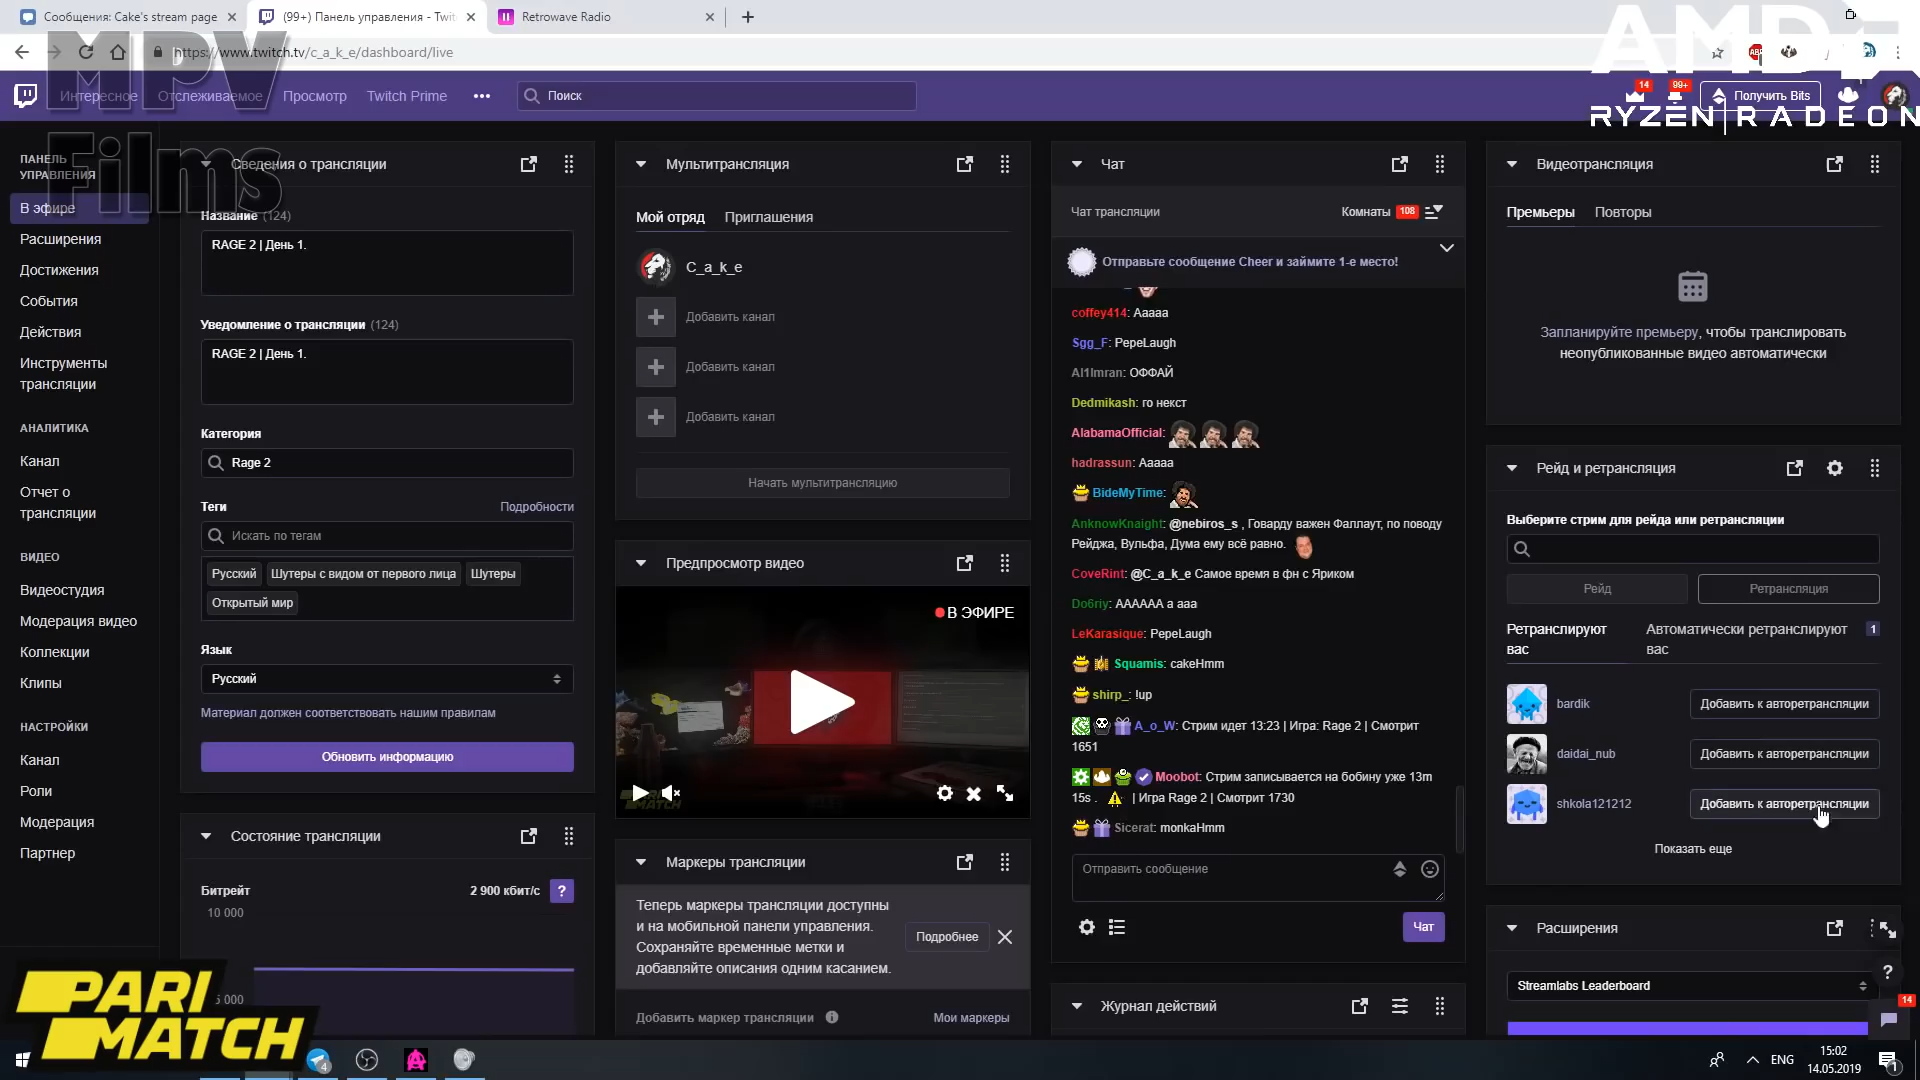 Сообщения: Cake's stream page
(99+) Панель управления - Twit
Retrowave Radio
https://www.twitch.tv/c_a_k_e/dashboard/live
MPV
Films
AMD
RYZEN | RADEON
Интересное
Отслеживаемое
Просмотр
Twitch Prime
Поиск
14
99+
Получить Bits
ПАНЕЛЬ
УПРАВЛЕНИЯ
В эфире
Расширения
Достижения
События
Действия
Инструменты
трансляции
АНАЛИТИКА
Канал
Отчет о
трансляции
ВИДЕО
Видеостудия
Модерация видео
Коллекции
Клипы
НАСТРОЙКИ
Канал
Роли
Модерация
Партнер
Сведения о трансляции
Название (124)
RAGE 2 | День 1.
Уведомление о трансляции (124)
RAGE 2 | День 1.
Категория
Rage 2
Теги
Подробности
Искать по тегам
Русский
Шутеры с видом от первого лица
Шутеры
Открытый мир
Язык
Русский
Материал должен соответствовать нашим правилам
Обновить информацию
Состояние трансляции
Битрейт
2 900 кбит/с
?
10 000
5 000
Мультитрансляция
Мой отряд
Приглашения
C_a_k_e
Добавить канал
Добавить канал
Добавить канал
Начать мультитрансляцию
Предпросмотр видео
В ЭФИРЕ
PARIMATCH
Маркеры трансляции
Теперь маркеры трансляции доступны
и на мобильной панели управления.
Сохраняйте временные метки и
добавляйте описания одним касанием.
Подробнее
Добавить маркер трансляции
Мои маркеры
Чат
Чат трансляции
Комнаты
108
Отправьте сообщение Cheer и займите 1-е место!
coffey414: Ааааа
Sgg_F: PepeLaugh
Al1Imran: ОФФАЙ
Dedmikash: го некст
AlabamaOfficial:
hadrassun: Ааааа
BideMyTime:
AnknowKnaight: @nebiros_s , Говарду важен Фаллаут, по поводу
Рейджа, Вульфа, Дума ему всё равно.
CoveRint: @C_a_k_e Самое время в фн с Яриком
Do6riy: АААААА а ааа
LeKarasique: PepeLaugh
Squamis: cakeHmm
shirp_: !up
A_o_W: Стрим идет 13:23 | Игра: Rage 2 | Смотрит
1651
Moobot: Стрим записывается на бобину уже 13m
15s . | Игра Rage 2 | Смотрит 1730
Sicerat: monkaHmm
Отправить сообщение
Чат
Журнал действий
Видеотрансляция
Премьеры
Повторы
Запланируйте премьеру, чтобы транслировать
неопубликованные видео автоматически
Рейд и ретрансляция
Выберите стрим для рейда или ретрансляции
Рейд
Ретрансляция
Ретранслируют
вас
Автоматически ретранслируют
вас
1
bardik
Добавить к авторетрансляции
daidai_nub
Добавить к авторетрансляции
shkola121212
Добавить к авторетрансляции
Показать еще
Расширения
Streamlabs Leaderboard
?
14
PARI
MATCH
4
ENG
15:02
14.05.2019
1